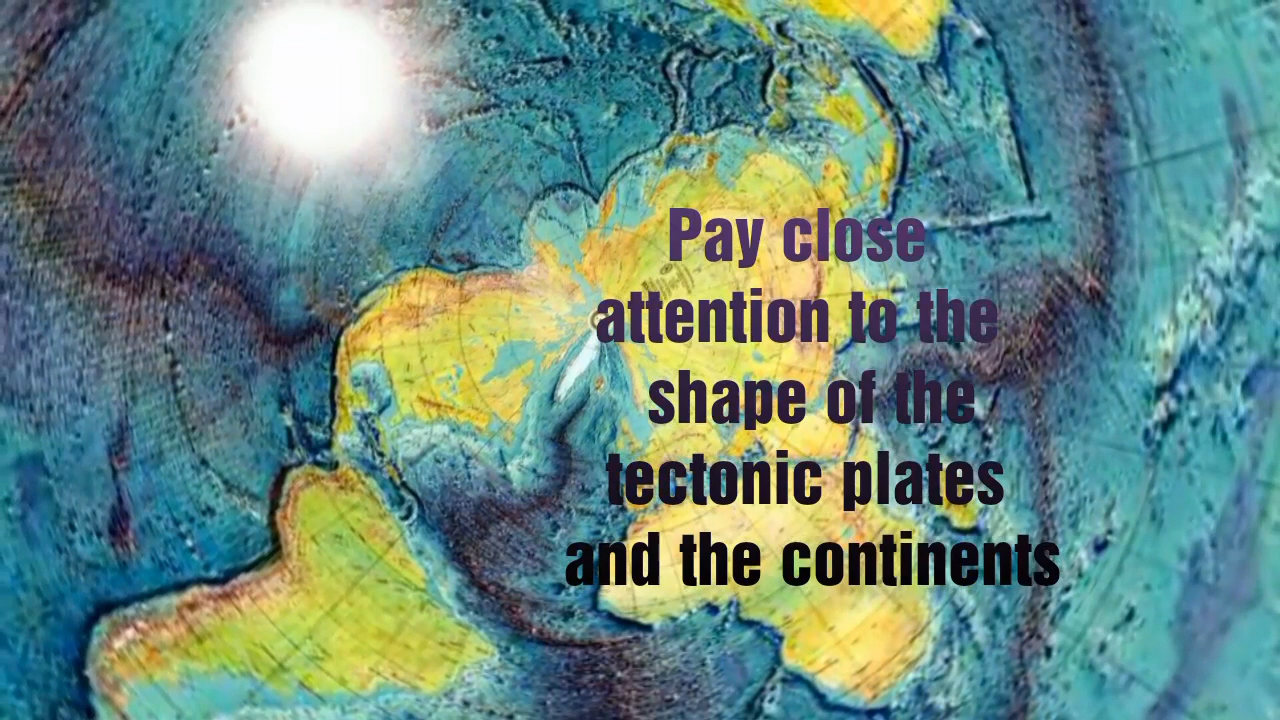 Pay close
attention to the
shape of the
tectonic plates
and the continents